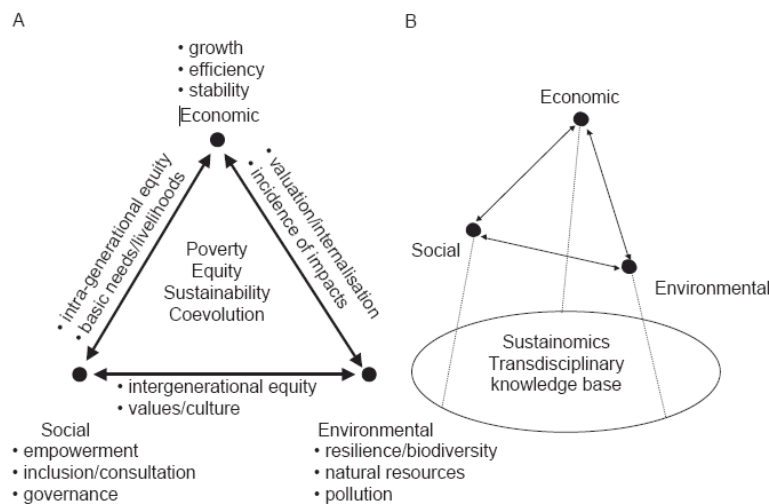 A
• growth
• efficiency
• stability
Economic
• intra-generational equity
• basic needs/livelihoods
• valuation/internalisation
• incidence of impacts
Poverty
Equity
Sustainability
Coevolution
• intergenerational equity
• values/culture
Social
• empowerment
• inclusion/consultation
• governance
Environmental
• resilience/biodiversity
• natural resources
• pollution
B
Economic
Social
Environmental
Sustainomics
Transdisciplinary
knowledge base